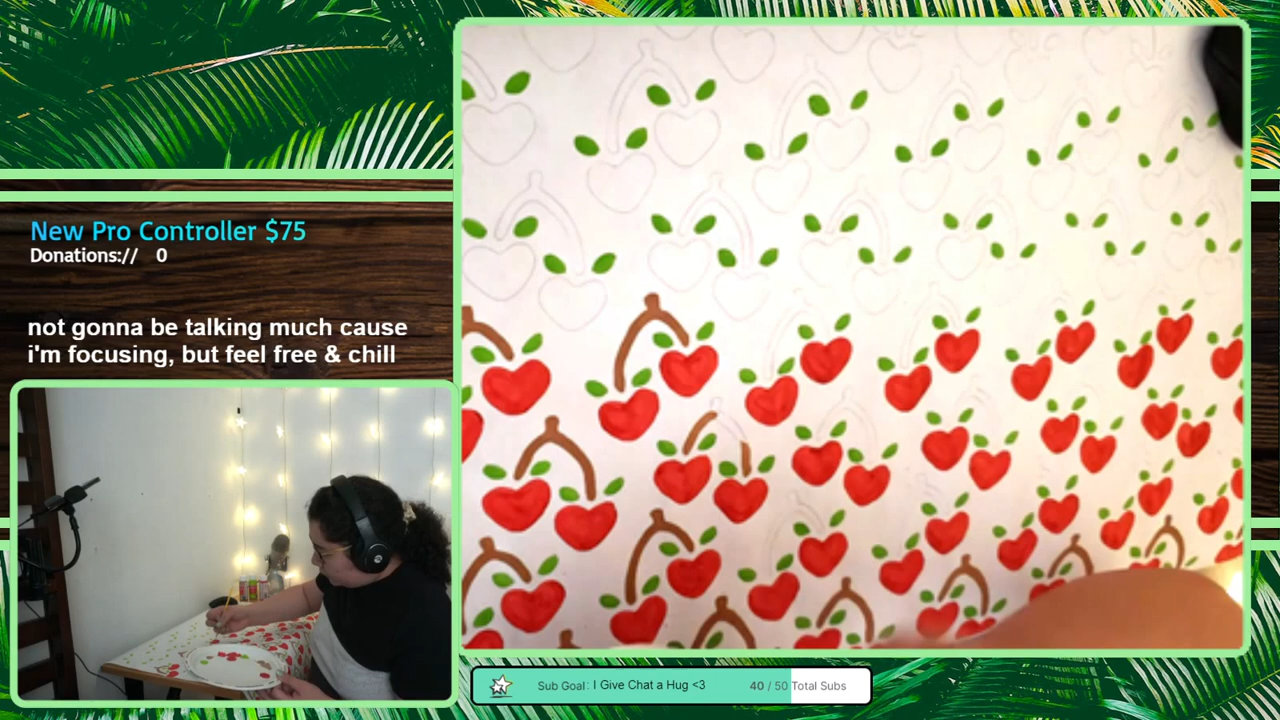 New Pro Controller $75
Donations:// 0
not gonna be talking much cause
i'm focusing, but feel free & chill
Sub Goal: I Give Chat a Hug <3 40 / 50 Total Subs